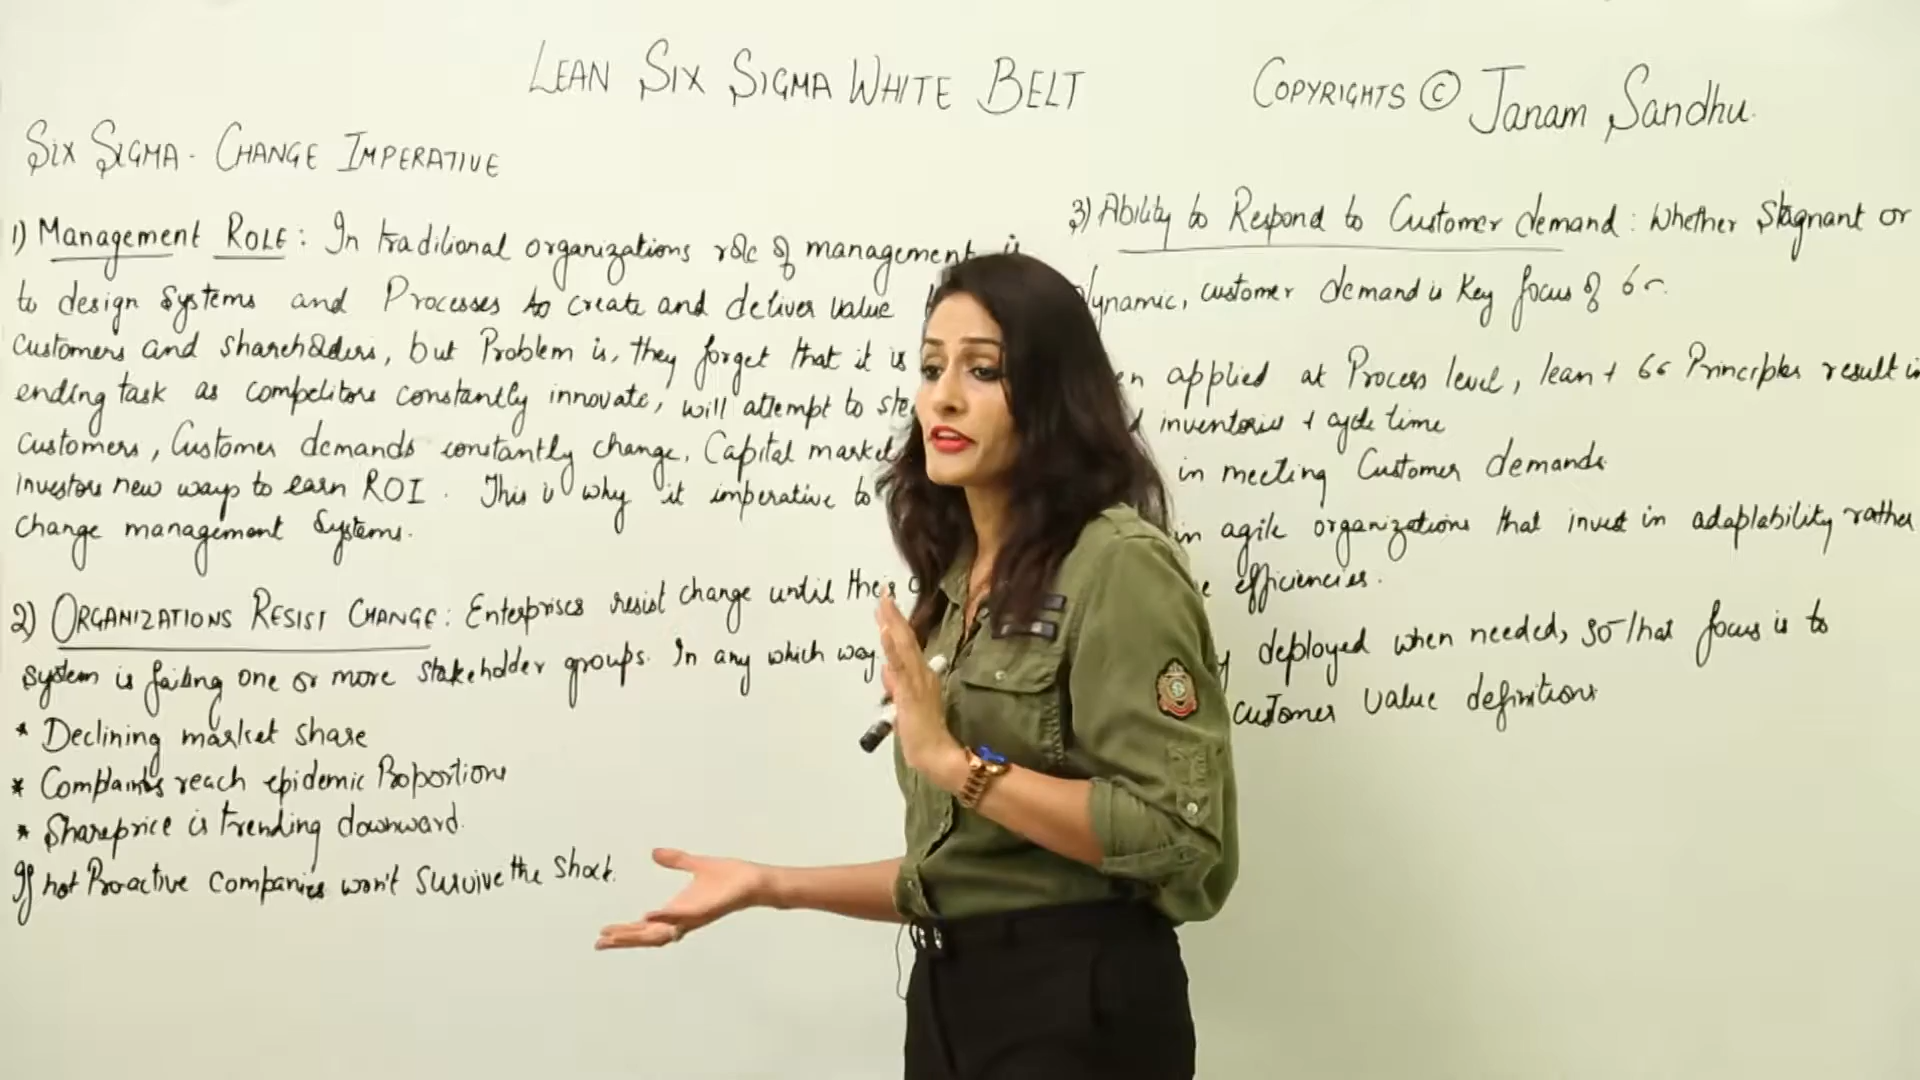 LEAN SIX SIGMA WHITE BELT
COPYRIGHTS © Janam Sandhu.
SIX SIGMA - CHANGE IMPERATIVE
1) Management ROLE: In traditional organizations role of management is
to design systems and Processes to create and deliver value
customers and shareholders, but Problem is, they forget that it is
ending task as competitors constantly innovate, will attempt to
customers, Customer demands constantly change, Capital market
investors new ways to earn ROI. This is why it imperative to
change management systems.
2) ORGANIZATIONS RESIST CHANGE: Enterprises resist change until their
system is failing one or more stakeholder groups. In any which way
* Declining market share
* Complaints reach epidemic Proportions
* Shareprice is trending downward.
If not Proactive companies won't survive the shock.
3) Ability to Respond to Customer demand: Whether Stagnant or
dynamic, customer demand is key focus of 6σ.
applied at Process level, lean + 6σ Principles result in
inventories + cycle time
in meeting Customer demands
in agile organizations that invest in adaptability rather
efficiencies.
deployed when needed, so that focus is to
customer value definitions